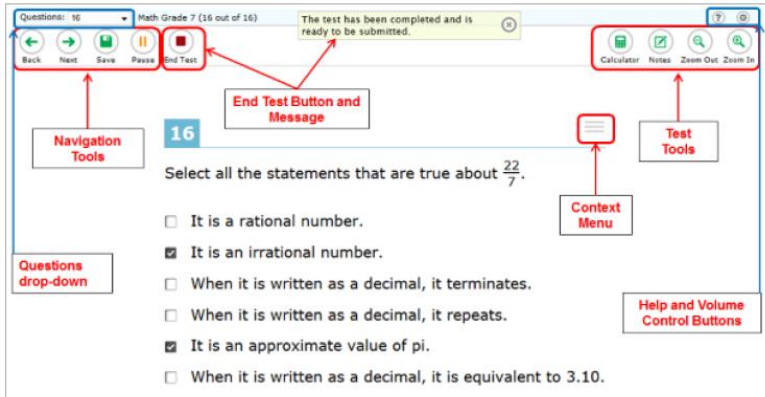 Questions: 16
Math Grade 7 (16 out of 16)
The test has been completed and is
ready to be submitted.
?
Back
Next
Save
Pause
End Test
Calculator
Notes
Zoom Out
Zoom In
End Test Button and
Message
Navigation
Tools
16
Test
Tools
Select all the statements that are true about 22/7.
Context
Menu
It is a rational number.
It is an irrational number.
Questions
drop-down
When it is written as a decimal, it terminates.
When it is written as a decimal, it repeats.
Help and Volume
Control Buttons
It is an approximate value of pi.
When it is written as a decimal, it is equivalent to 3.10.